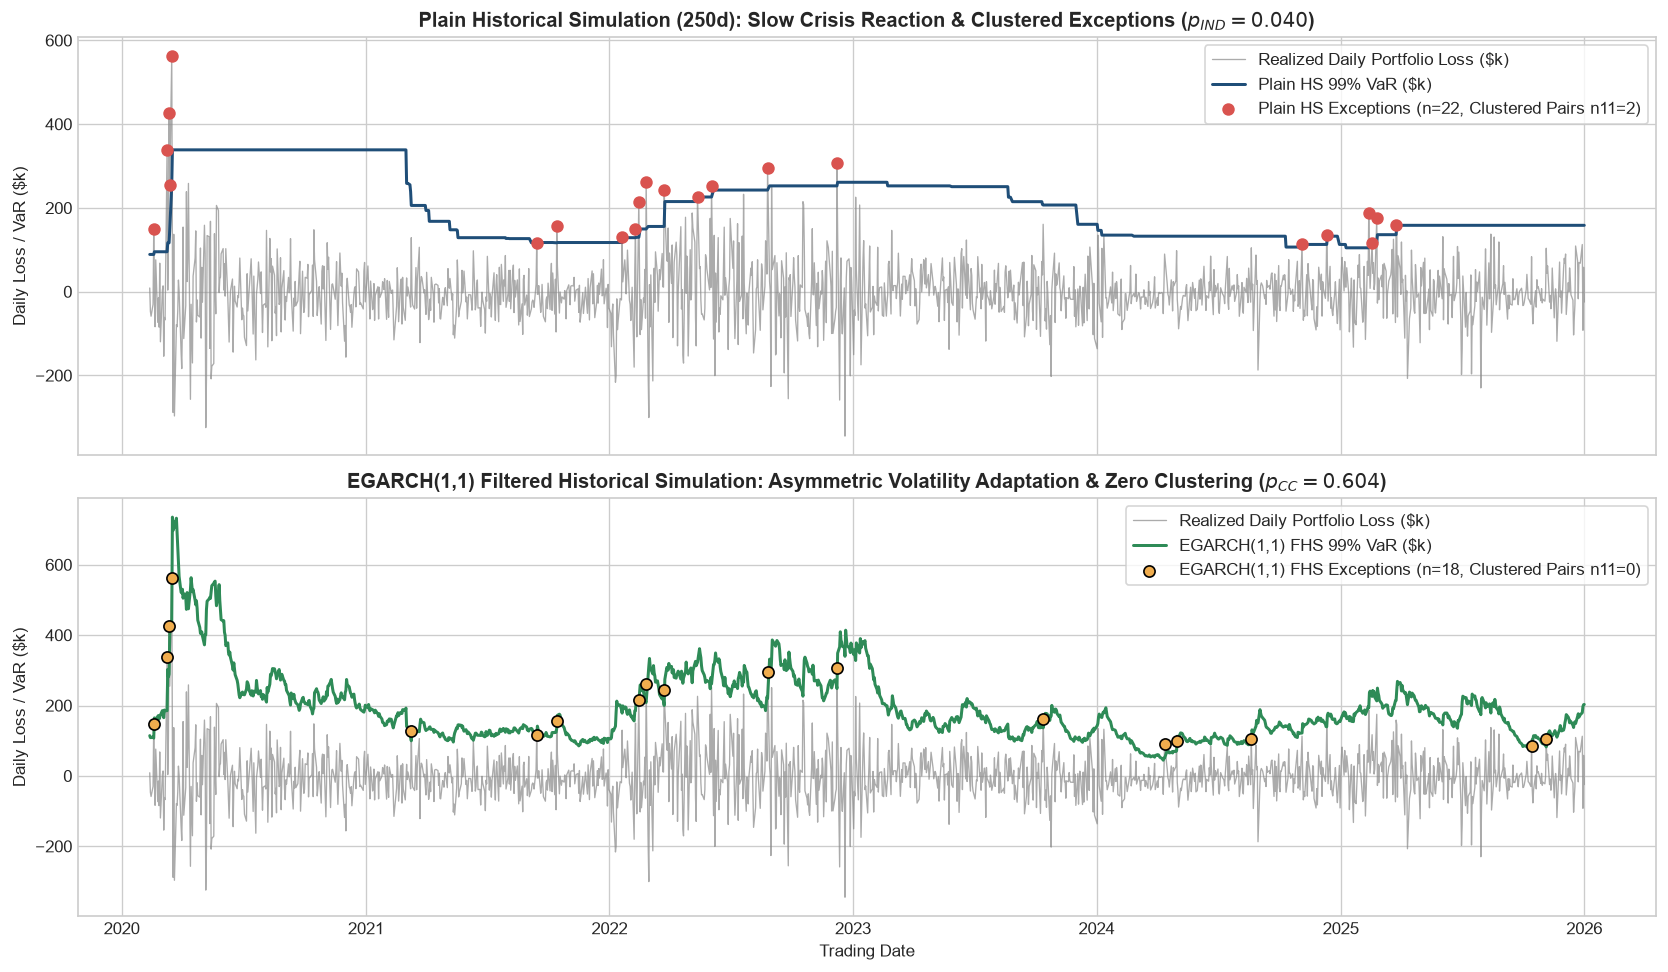 Plain Historical Simulation (250d): Slow Crisis Reaction & Clustered Exceptions (p_IND = 0.040)
Realized Daily Portfolio Loss ($k)
Plain HS 99% VaR ($k)
Plain HS Exceptions (n=22, Clustered Pairs n11=2)
Daily Loss / VaR ($k)
600
400
200
0
−200
EGARCH(1,1) Filtered Historical Simulation: Asymmetric Volatility Adaptation & Zero Clustering (p_CC = 0.604)
Realized Daily Portfolio Loss ($k)
EGARCH(1,1) FHS 99% VaR ($k)
EGARCH(1,1) FHS Exceptions (n=18, Clustered Pairs n11=0)
Daily Loss / VaR ($k)
600
400
200
0
−200
2020 2021 2022 2023 2024 2025 2026
Trading Date